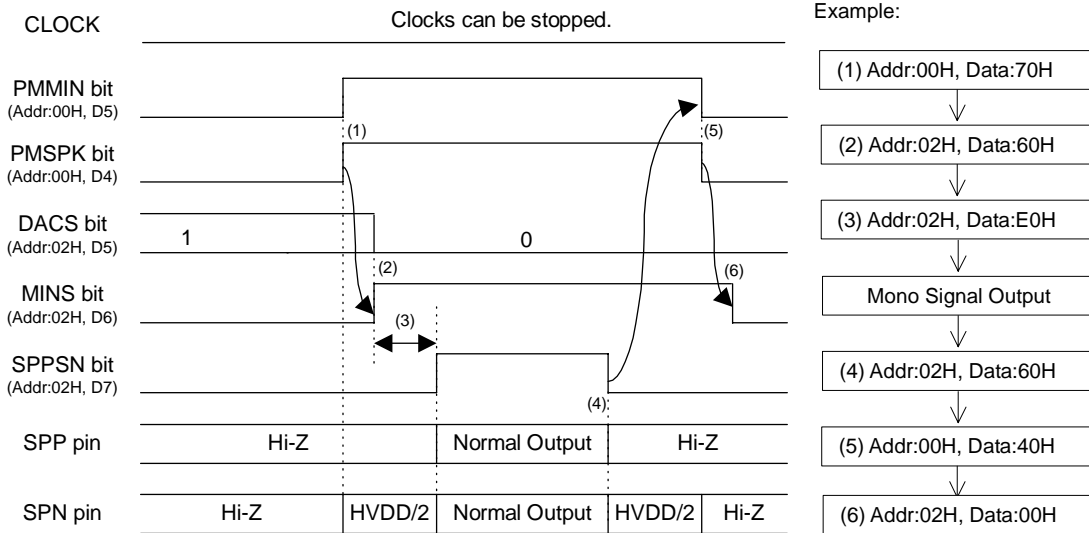 CLOCK
Clocks can be stopped.
PMMIN bit
(Addr:00H, D5)
(1)
(5)
PMSPK bit
(Addr:00H, D4)
DACS bit
(Addr:02H, D5)
1
0
(2)
(6)
MINS bit
(Addr:02H, D6)
(3)
SPPSN bit
(Addr:02H, D7)
(4)
SPP pin
Hi-Z
Normal Output
Hi-Z
SPN pin
Hi-Z
HVDD/2
Normal Output
HVDD/2
Hi-Z
Example:
(1) Addr:00H, Data:70H
(2) Addr:02H, Data:60H
(3) Addr:02H, Data:E0H
Mono Signal Output
(4) Addr:02H, Data:60H
(5) Addr:00H, Data:40H
(6) Addr:02H, Data:00H